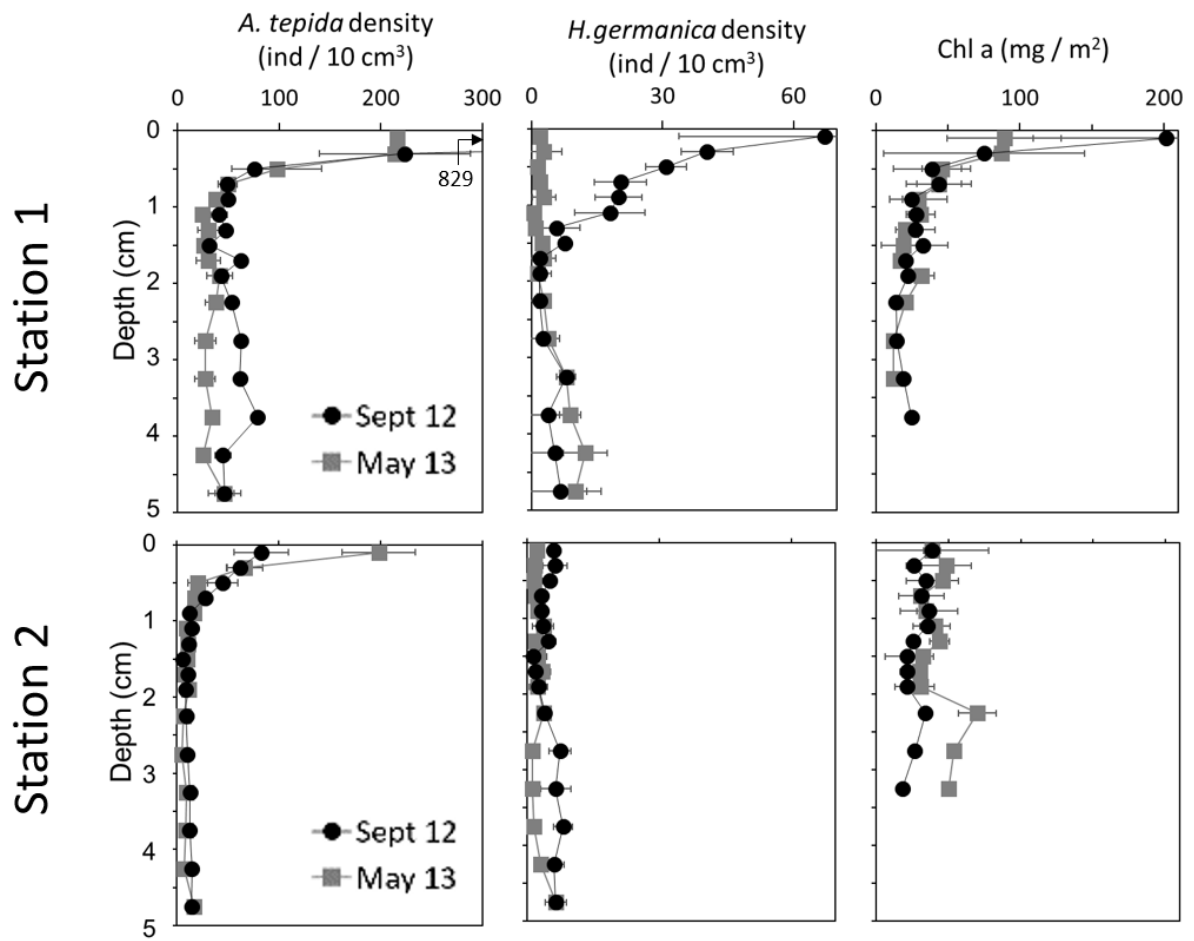 A. tepida density
(ind / 10 cm³)
H.germanica density
(ind / 10 cm³)
Chl a (mg / m²)
0 100 200 300
0 30 60
0 100 200
Station 1
Depth (cm)
0
1
2
3
4
5
829
Sept 12
May 13
Station 2
Depth (cm)
0
1
2
3
4
5
Sept 12
May 13